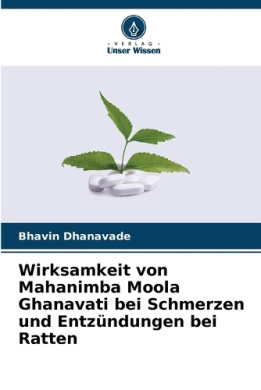 - VERLAG -
Unser Wissen
Bhavin Dhanavade
Wirksamkeit von
Mahanimba Moola
Ghanavati bei Schmerzen
und Entzündungen bei
Ratten